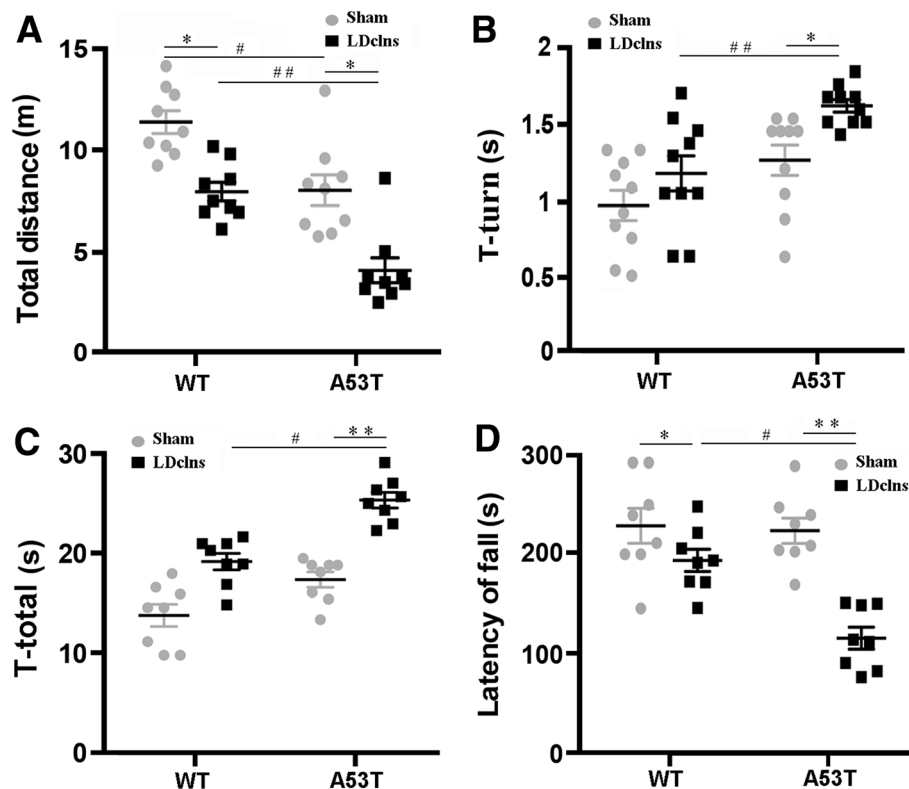 A
Sham
LDclns
*
#
*
# #
15
10
5
0
Total distance (m)
WT
A53T
B
Sham
LDclns
# #
*
2
1.5
1
0.5
0
T-turn (s)
WT
A53T
C
Sham
LDclns
#
* *
30
20
10
0
T-total (s)
WT
A53T
D
Sham
LDclns
*
#
* *
300
200
100
0
Latency of fall (s)
WT
A53T